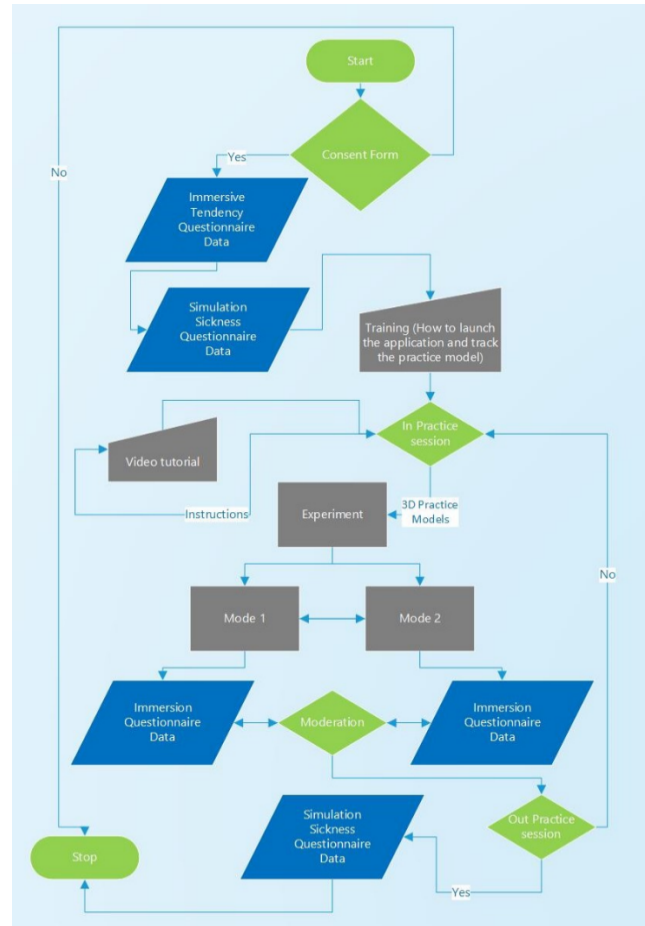 Start
Consent Form
Yes
No
Immersive
Tendency
Questionnaire
Data
Simulation
Sickness
Questionnaire
Data
Training (How to launch
the application and track
the practice model)
In Practice
session
Video tutorial
Instructions
3D Practice
Models
Experiment
No
Mode 1
Mode 2
Immersion
Questionnaire
Data
Moderation
Immersion
Questionnaire
Data
Simulation
Sickness
Questionnaire
Data
Out Practice
session
Stop
Yes